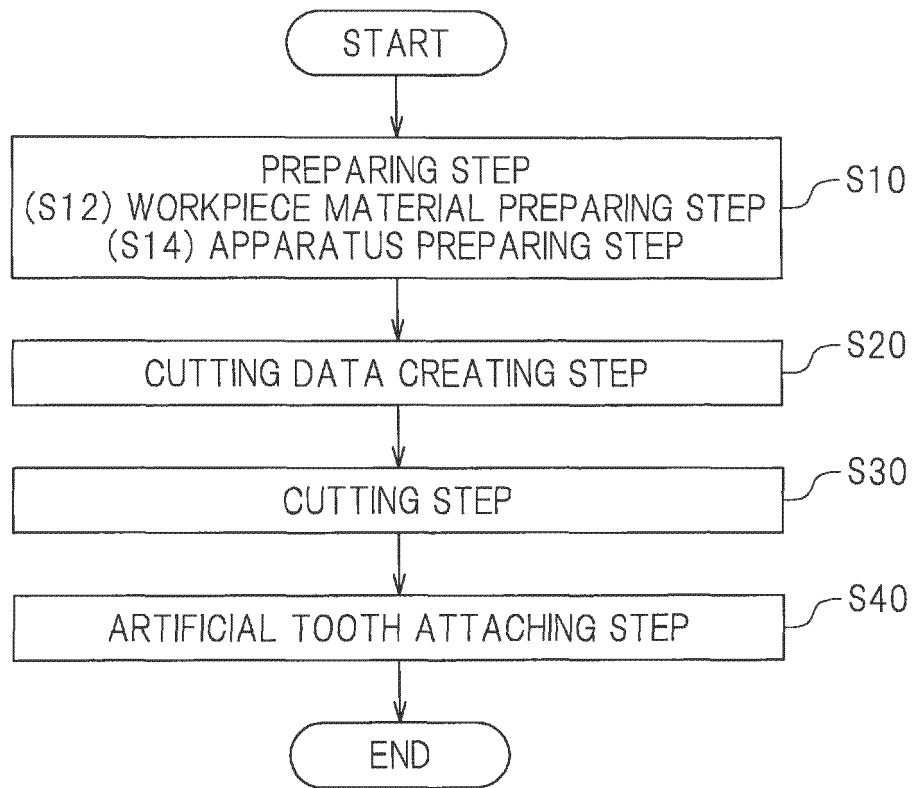 START
PREPARING STEP
(S12) WORKPIECE MATERIAL PREPARING STEP
(S14) APPARATUS PREPARING STEP
S10
CUTTING DATA CREATING STEP
S20
CUTTING STEP
S30
ARTIFICIAL TOOTH ATTACHING STEP
S40
END